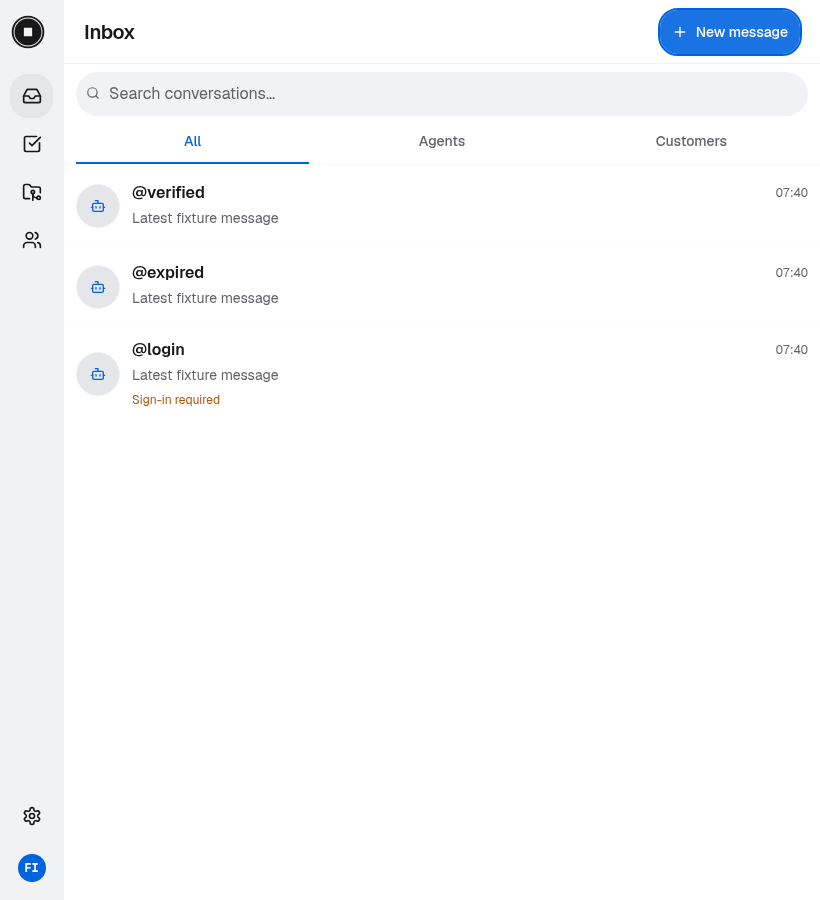 Inbox
New message
Search conversations...
All
Agents
Customers
@verified
07:40
Latest fixture message
@expired
07:40
Latest fixture message
@login
07:40
Latest fixture message
Sign-in required
FI